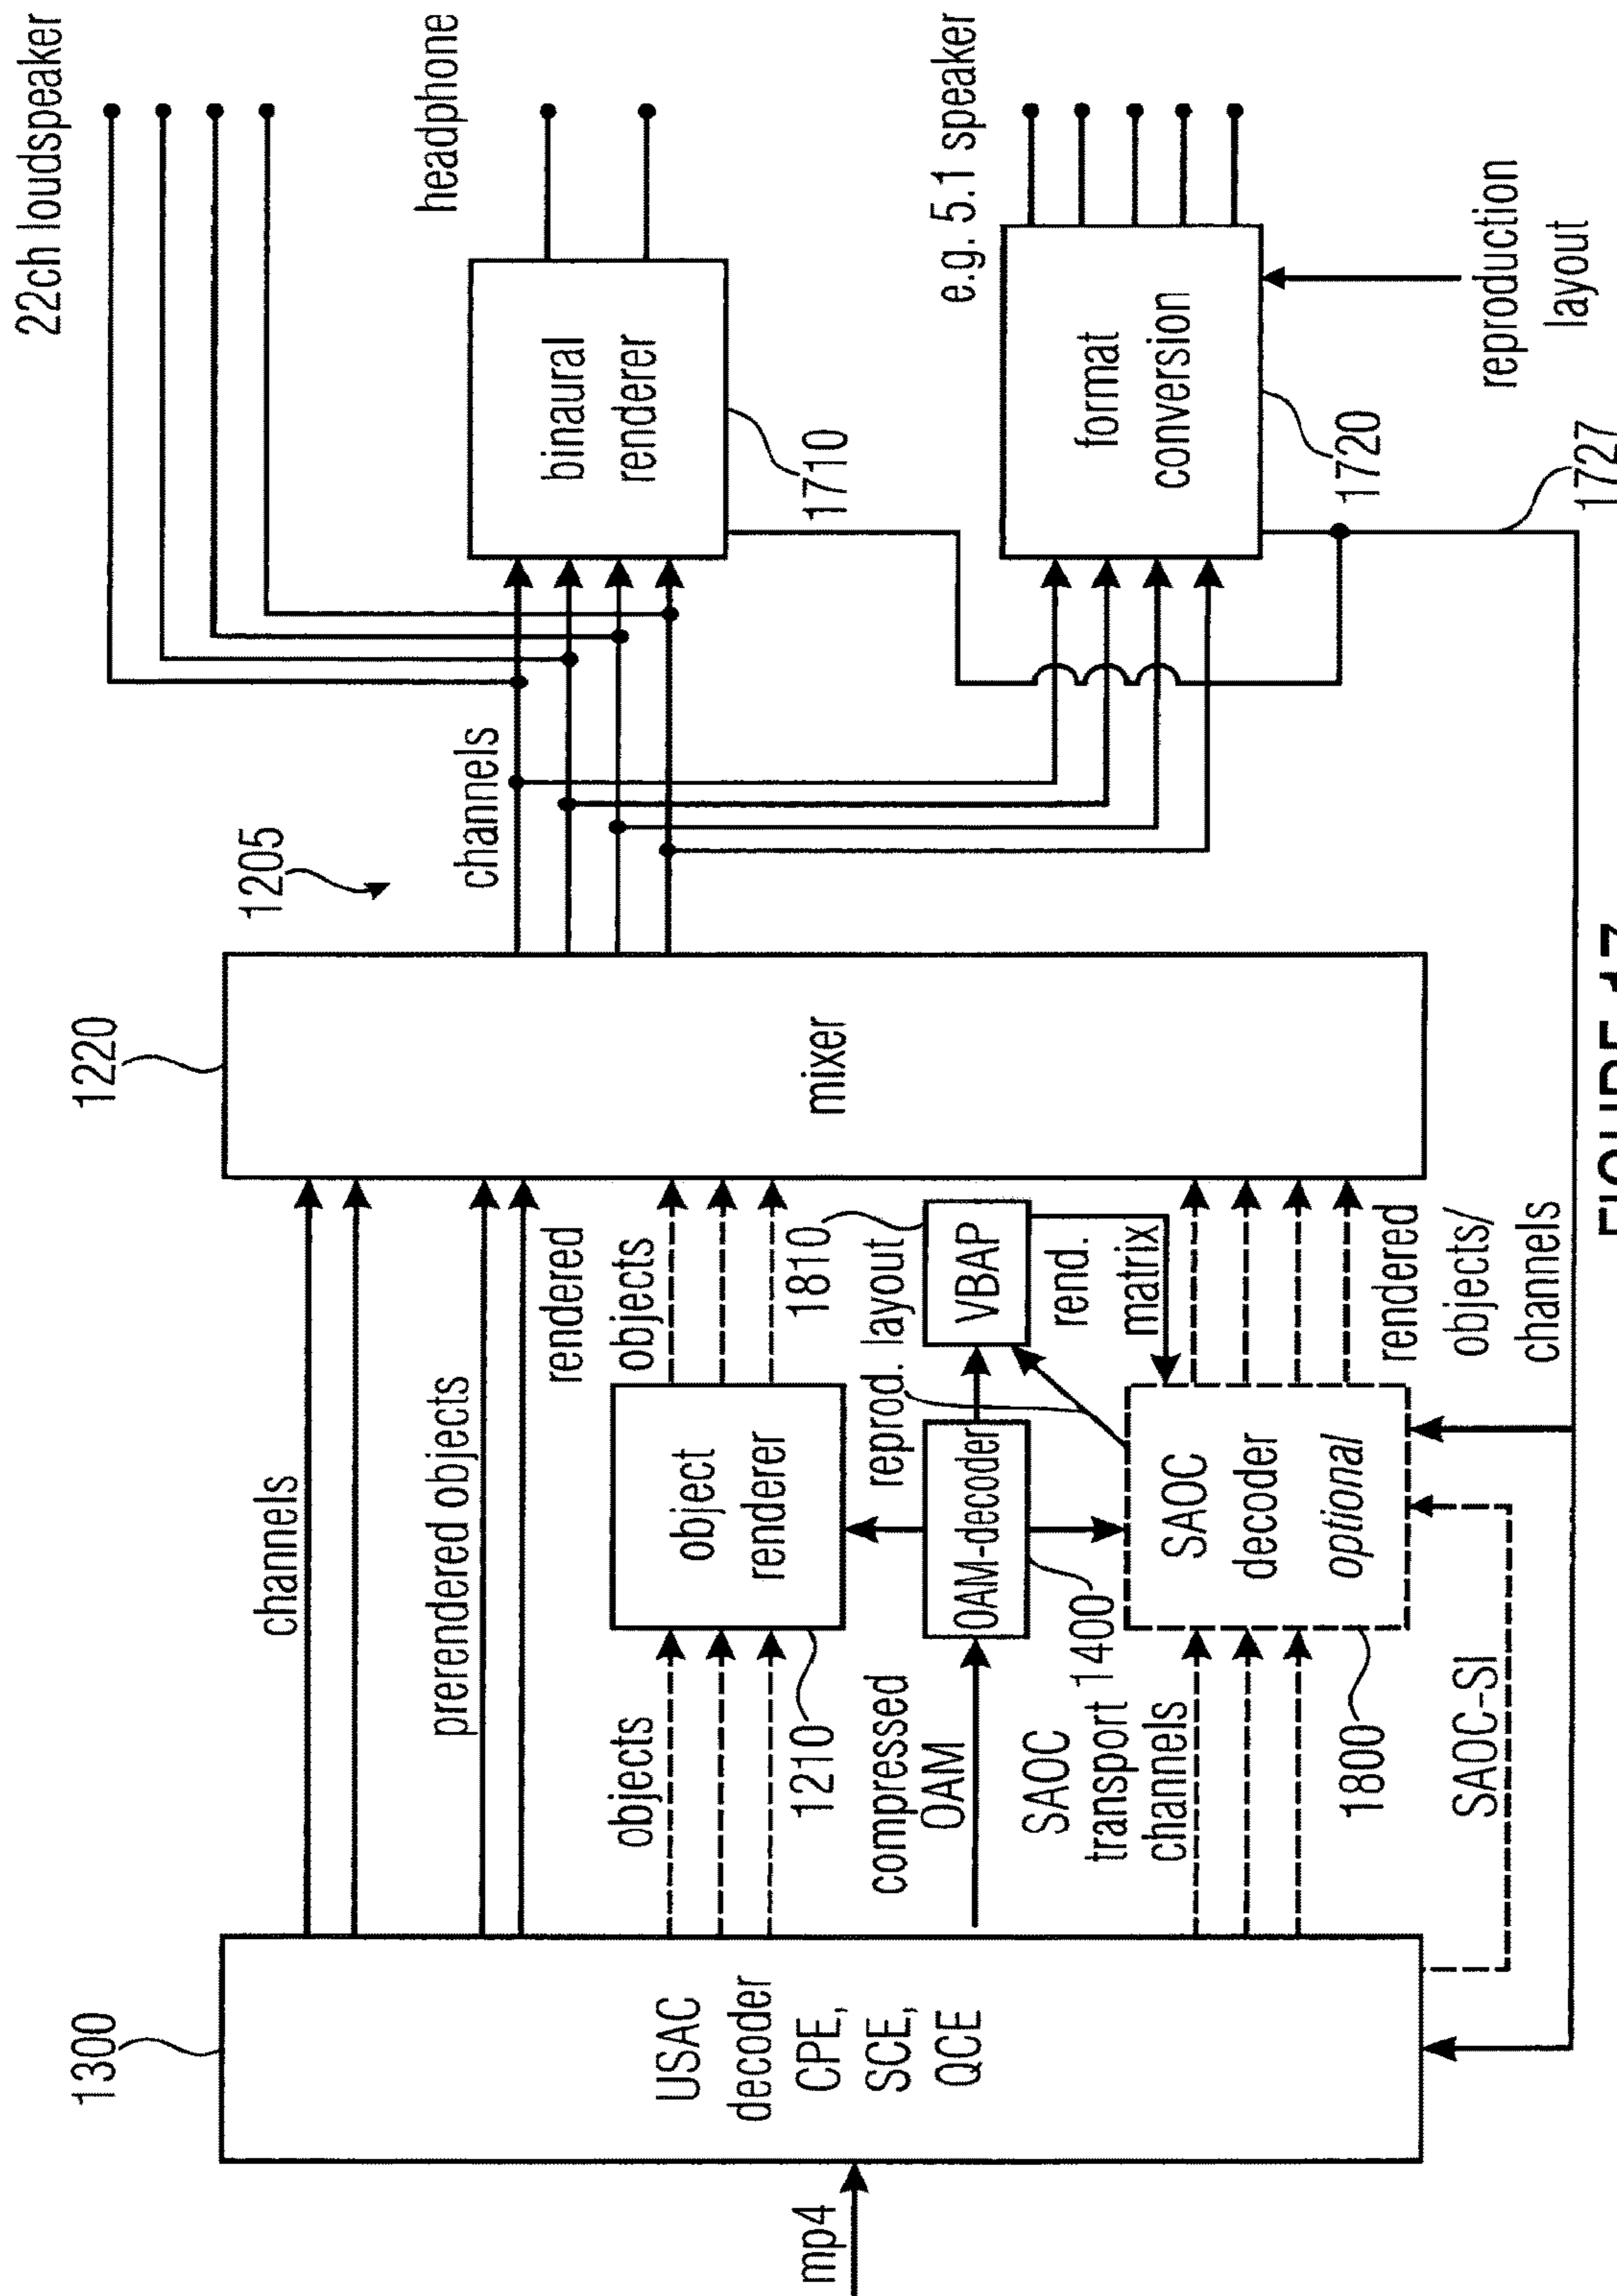 mp4
1300
USAC
decoder
CPE,
SCE,
QCE
channels
prerendered objects
objects
1210
compressed
OAM
SAOC
transport
channels
1400
1800
SAOC-SI
object
renderer
OAM-decoder
SAOC
decoder
optional
rendered
objects
1810
reprod. layout
VBAP
rend.
matrix
rendered
objects/
channels
1220
mixer
1205
channels
22ch loudspeaker
binaural
renderer
1710
headphone
format
conversion
1720
e.g. 5.1 speaker
reproduction
layout
1727
FIGURE 17